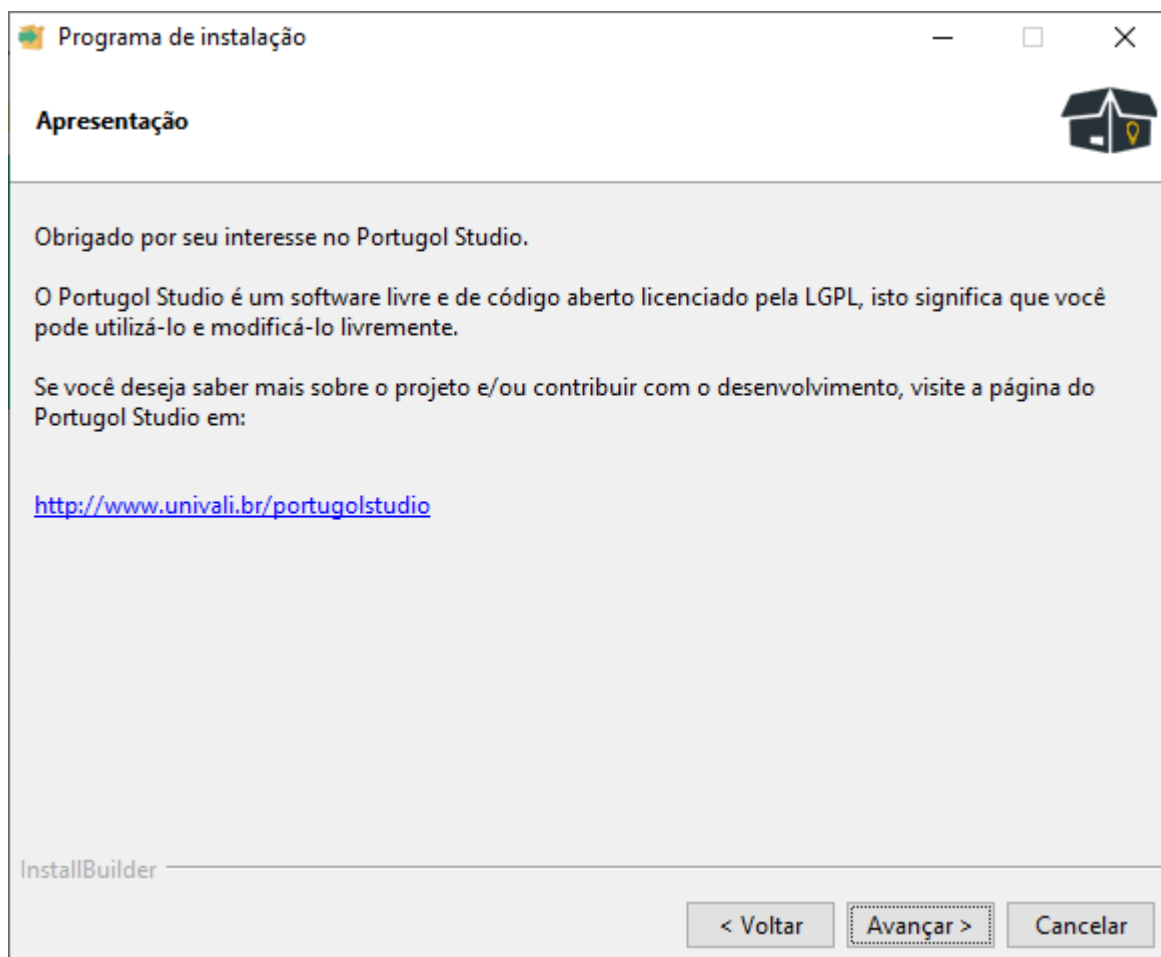 Programa de instalação
Apresentação
Obrigado por seu interesse no Portugol Studio.
O Portugol Studio é um software livre e de código aberto licenciado pela LGPL, isto significa que você
pode utilizá-lo e modificá-lo livremente.
Se você deseja saber mais sobre o projeto e/ou contribuir com o desenvolvimento, visite a página do
Portugol Studio em:
http://www.univali.br/portugolstudio
InstallBuilder
< Voltar
Avançar >
Cancelar